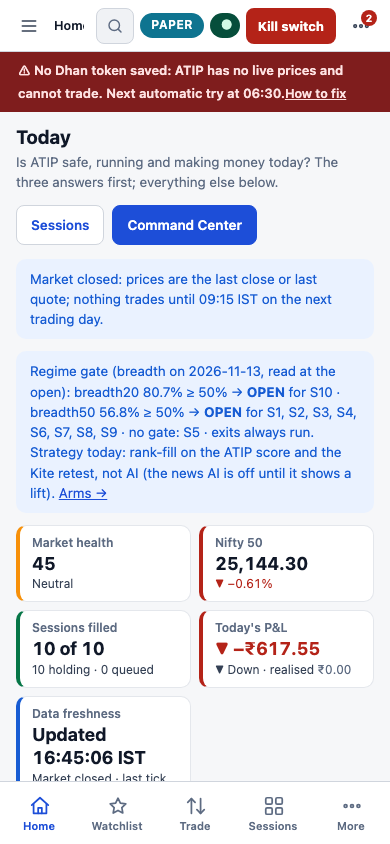 Hom
PAPER
Kill switch
2
⚠ No Dhan token saved: ATIP has no live prices and
cannot trade. Next automatic try at 06:30.How to fix
Today
Is ATIP safe, running and making money today? The
three answers first; everything else below.
Sessions
Command Center
Market closed: prices are the last close or last
quote; nothing trades until 09:15 IST on the next
trading day.
Regime gate (breadth on 2026-11-13, read at the
open): breadth20 80.7% ≥ 50% → OPEN for S10 ·
breadth50 56.8% ≥ 50% → OPEN for S1, S2, S3, S4,
S6, S7, S8, S9 · no gate: S5 · exits always run.
Strategy today: rank-fill on the ATIP score and the
Kite retest, not AI (the news AI is off until it shows a
lift). Arms →
Market health
45
Neutral
Nifty 50
25,144.30
▼ −0.61%
Sessions filled
10 of 10
10 holding · 0 queued
Today's P&L
▼ −₹617.55
▼ Down · realised ₹0.00
Data freshness
Updated
16:45:06 IST
Market closed · last tick
Home
Watchlist
Trade
Sessions
More